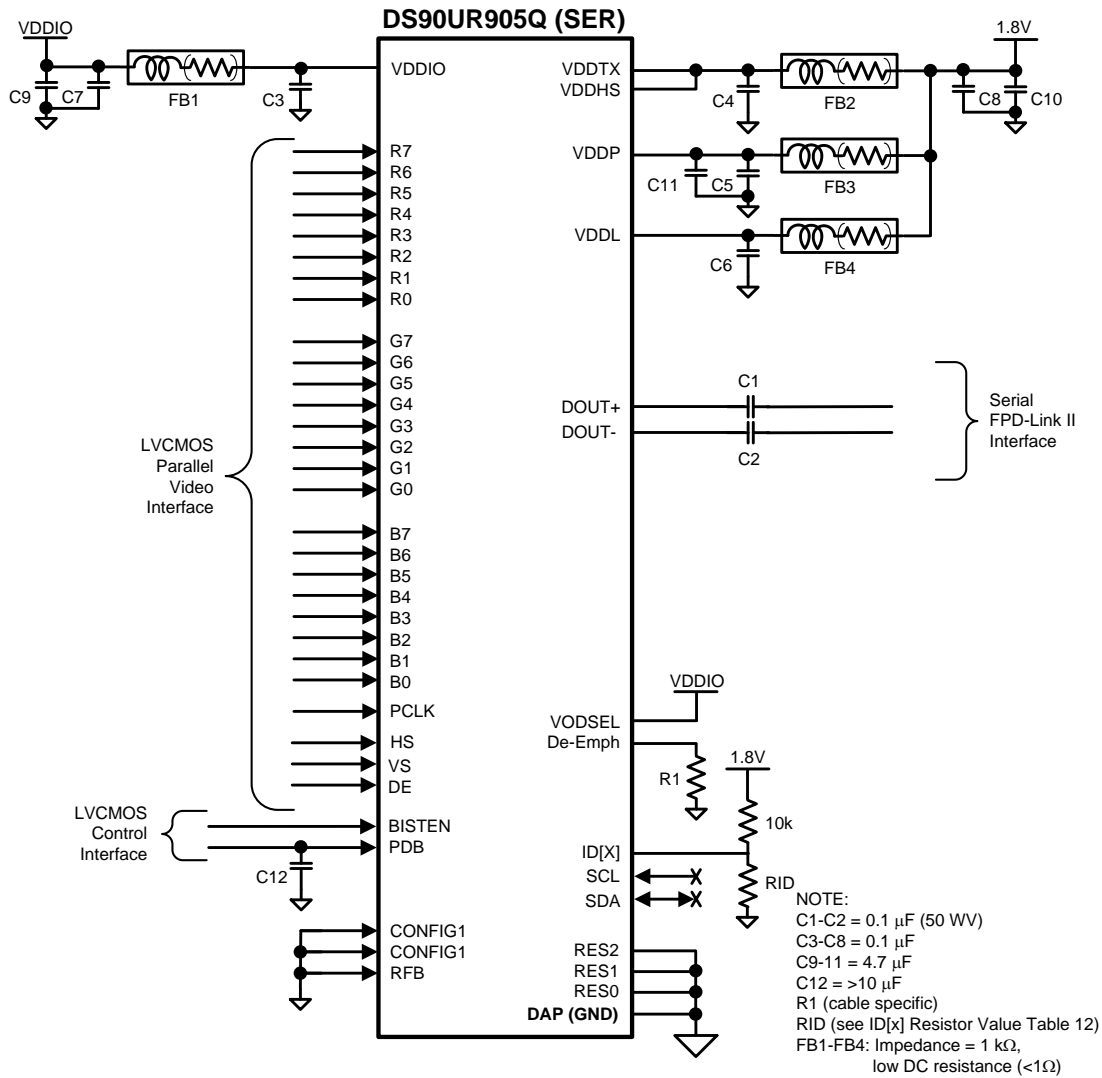 DS90UR905Q (SER)
VDDIO
C9
C7
FB1
C3
VDDIO
VDDTX
VDDHS
C4
FB2
1.8V
C8
C10
VDDP
C11
C5
FB3
VDDL
C6
FB4
R7
R6
R5
R4
R3
R2
R1
R0
G7
G6
G5
G4
G3
G2
G1
G0
B7
B6
B5
B4
B3
B2
B1
B0
PCLK
HS
VS
DE
LVCMOS
Parallel
Video
Interface
DOUT+
DOUT-
C1
C2
Serial
FPD-Link II
Interface
LVCMOS
Control
Interface
BISTEN
PDB
C12
CONFIG1
CONFIG1
RFB
VDDIO
VODSEL
De-Emph
R1
1.8V
10k
ID[X]
RID
SCL
SDA
RES2
RES1
RES0
DAP (GND)
NOTE:
C1-C2 = 0.1 μF (50 WV)
C3-C8 = 0.1 μF
C9-11 = 4.7 μF
C12 = >10 μF
R1 (cable specific)
RID (see ID[x] Resistor Value Table 12)
FB1-FB4: Impedance = 1 kΩ,
low DC resistance (<1Ω)